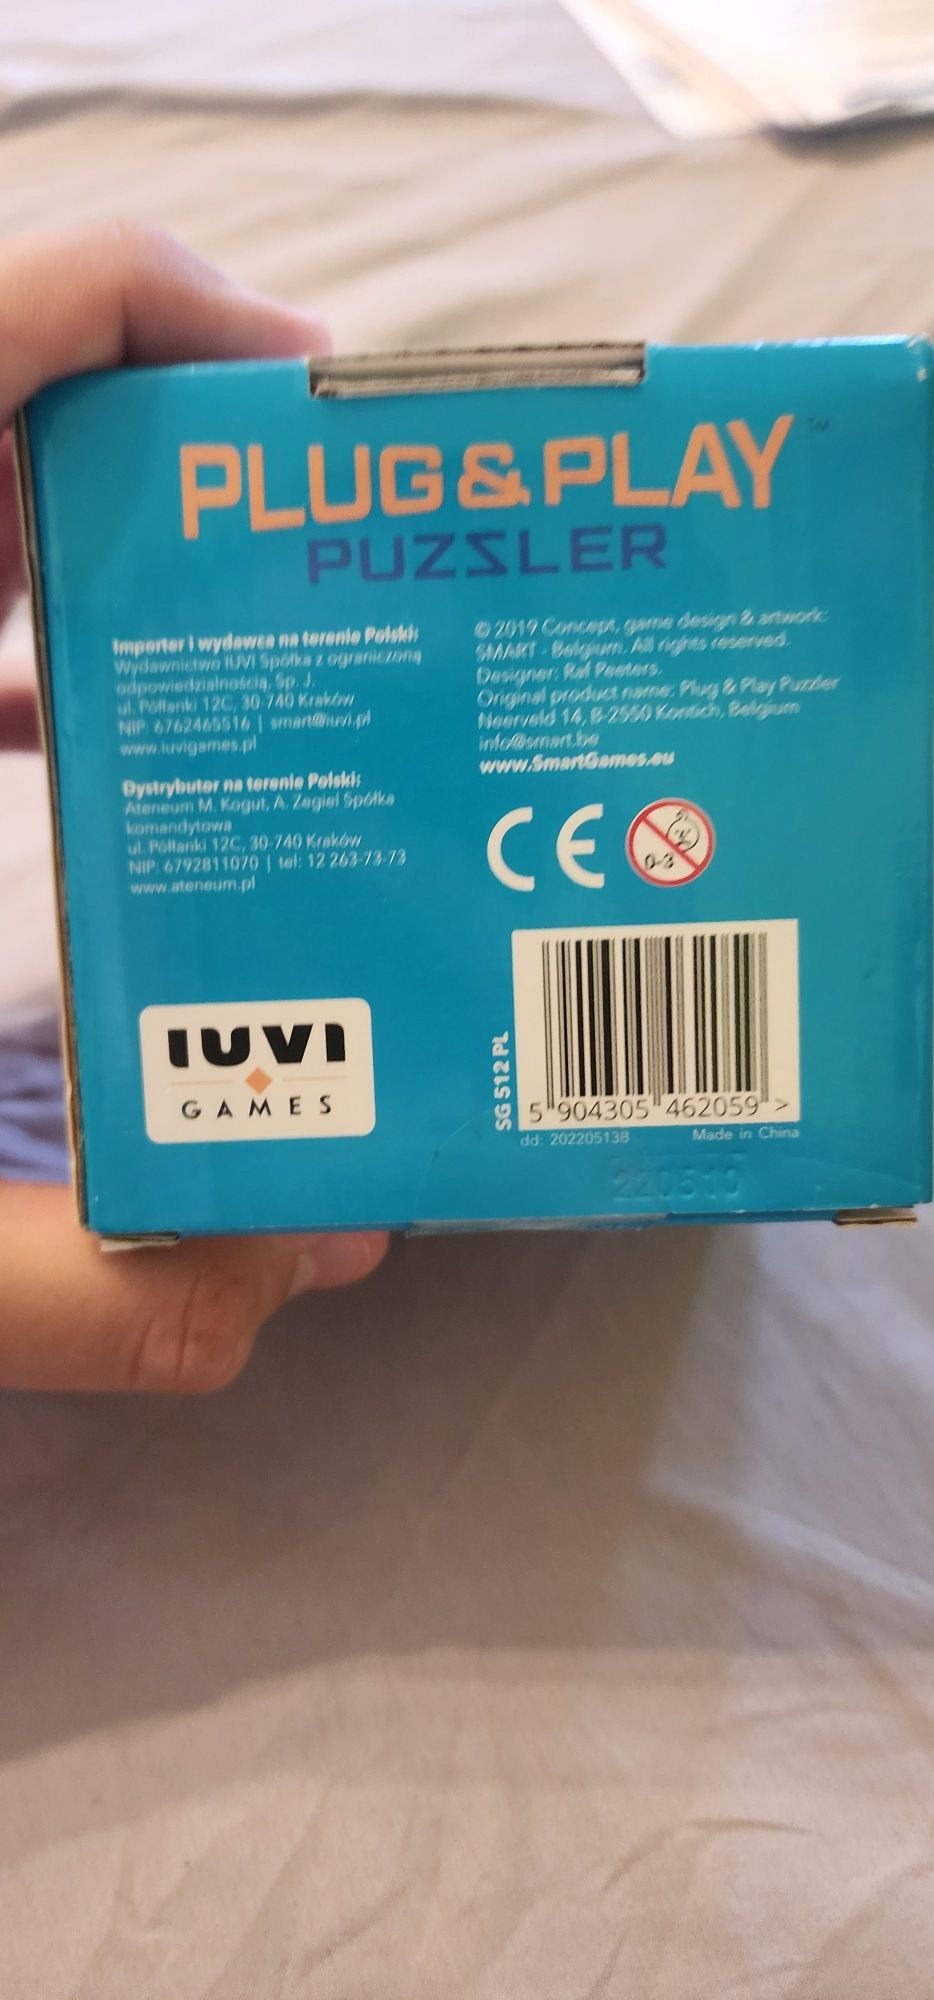 PLUG & PLAY™
PUZZLER
Importer i wydawca na terenie Polski:
Wydawnictwo IUVI Spółka z ograniczoną
odpowiedzialnością, Sp. J.
ul. Półłanki 12C, 30-740 Kraków
NIP: 6762465516 | smart@iuvi.pl
www.iuvigames.pl
Dystrybutor na terenie Polski:
Ateneum M. Kogut, A. Zegiel Spółka
komandytowa
ul. Półłanki 12C, 30-740 Kraków
NIP: 6792811070 | tel: 12 263-73-73
www.ateneum.pl
© 2019 Concept, game design & artwork:
SMART - Belgium. All rights reserved.
Designer: Raf Peeters.
Original product name: Plug & Play Puzzler
Neerveld 14, B-2550 Kontich, Belgium
info@smart.be
www.SmartGames.eu
CE
0-3
IUVI
GAMES
SG 512 PL
5 904305 462059 >
dd: 20220513B
Made in China
220510